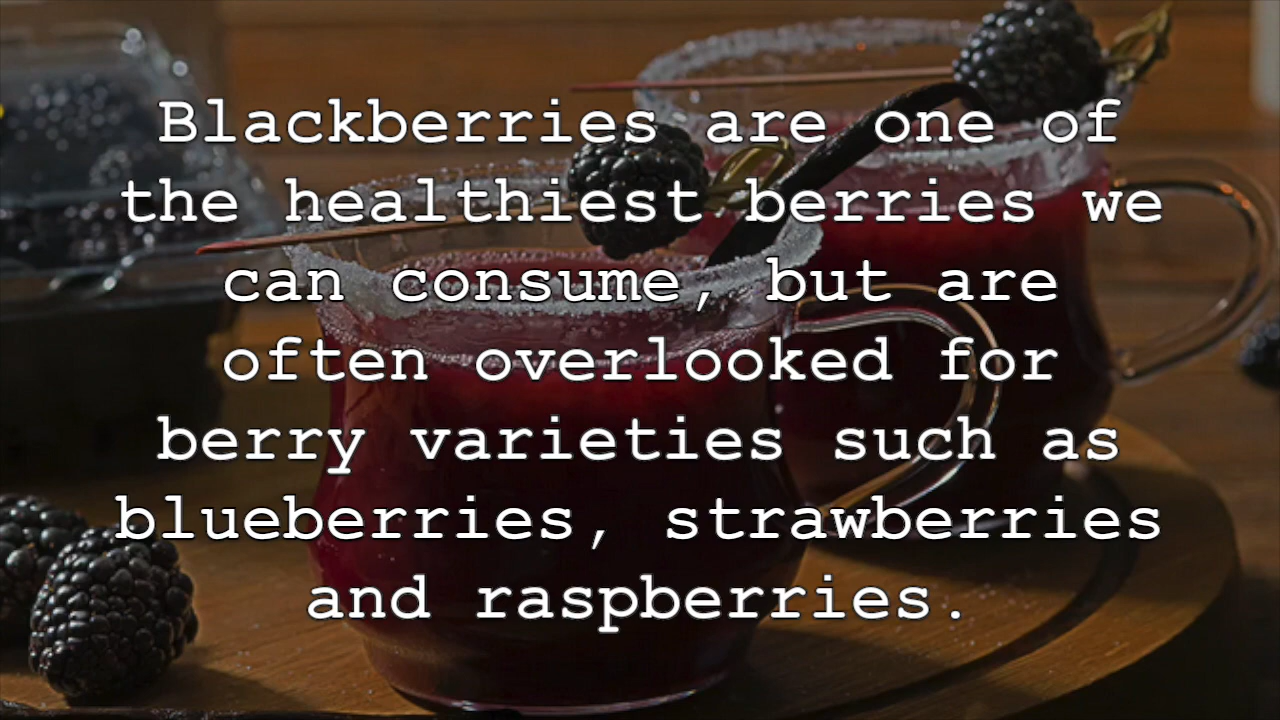 Blackberries are one of
the healthiest berries we
can consume, but are
often overlooked for
berry varieties such as
blueberries, strawberries
and raspberries.